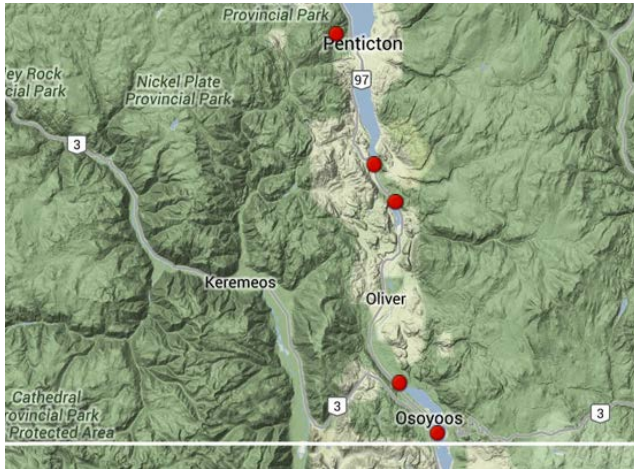 Provincial Park
Penticton
ey Rock
cial Park
Nickel Plate
Provincial Park
97
3
Keremeos
Oliver
Cathedral
rovincial Park
Protected Area
3
Osoyoos
3